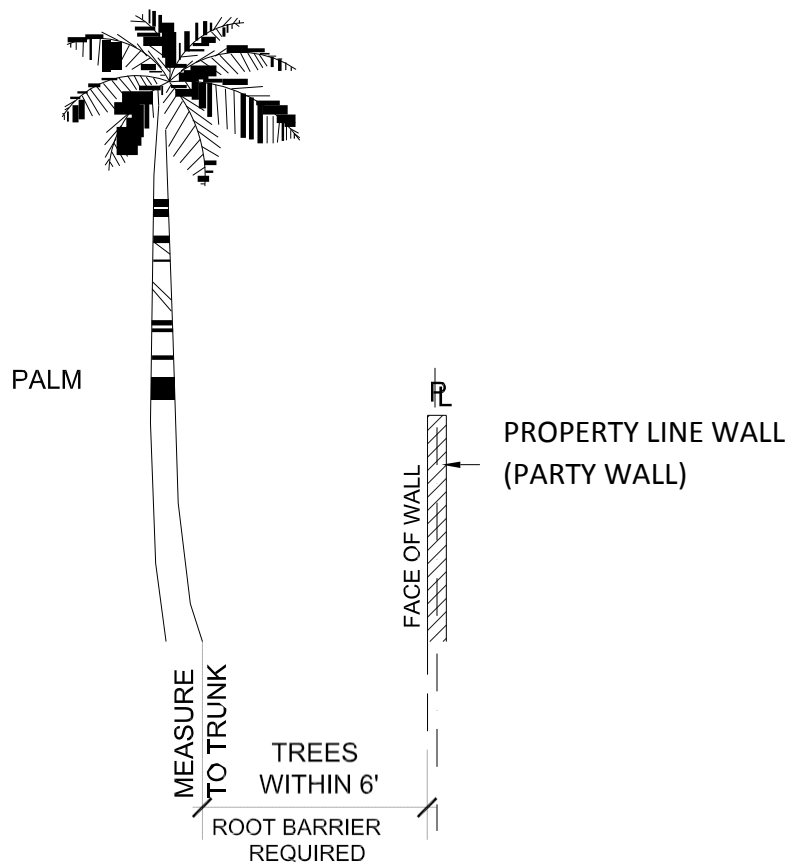 PALM
PL
PROPERTY LINE WALL
(PARTY WALL)
FACE OF WALL
MEASURE
TO TRUNK
TREES
WITHIN 6'
ROOT BARRIER
REQUIRED